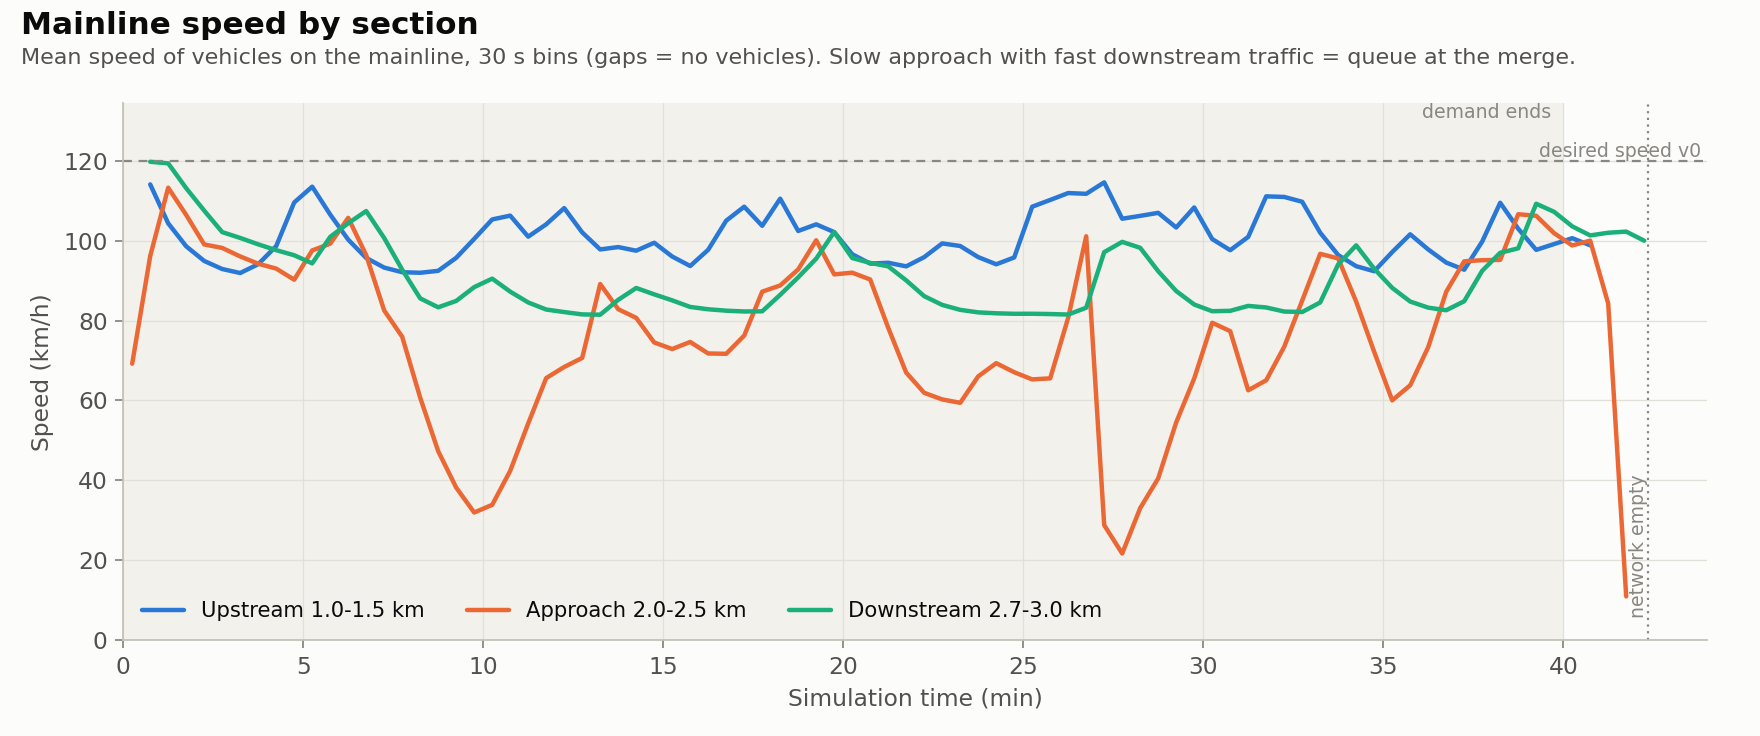 Mainline speed by section
Mean speed of vehicles on the mainline, 30 s bins (gaps = no vehicles). Slow approach with fast downstream traffic = queue at the merge.
demand ends
desired speed v0
network empty
Speed (km/h)
120
100
80
60
40
20
0
Upstream 1.0-1.5 km
Approach 2.0-2.5 km
Downstream 2.7-3.0 km
0 5 10 15 20 25 30 35 40
Simulation time (min)